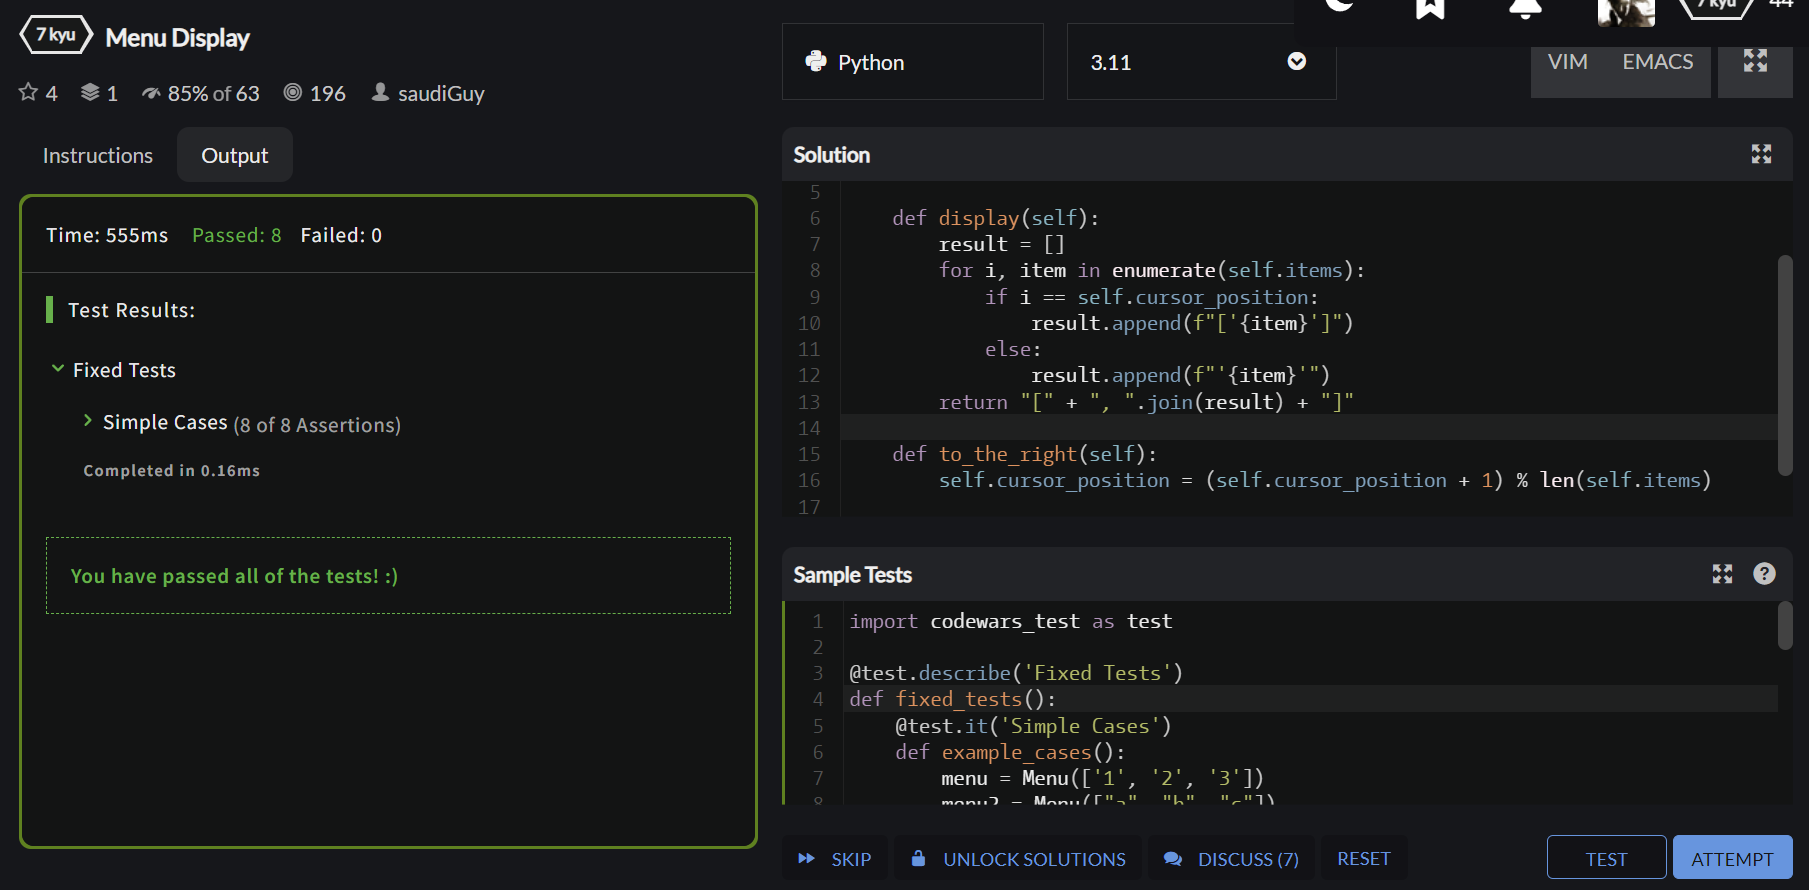 7 kyu Menu Display
4 1 85% of 63 196 saudiGuy
Instructions Output
Time: 555ms Passed: 8 Failed: 0
Test Results:
Fixed Tests
Simple Cases (8 of 8 Assertions)
Completed in 0.16ms
You have passed all of the tests! :)
7 kyu 44
Python 3.11 VIM EMACS
Solution
5
6     def display(self):
7         result = []
8         for i, item in enumerate(self.items):
9             if i == self.cursor_position:
10                 result.append(f"['{item}']")
11             else:
12                 result.append(f"'{item}'")
13         return "[" + ", ".join(result) + "]"
14
15     def to_the_right(self):
16         self.cursor_position = (self.cursor_position + 1) % len(self.items)
17
Sample Tests ?
1 import codewars_test as test
2
3 @test.describe('Fixed Tests')
4 def fixed_tests():
5     @test.it('Simple Cases')
6     def example_cases():
7         menu = Menu(['1', '2', '3'])
8         menu2 = Menu(["a", "b", "c"])
SKIP UNLOCK SOLUTIONS DISCUSS (7) RESET TEST ATTEMPT